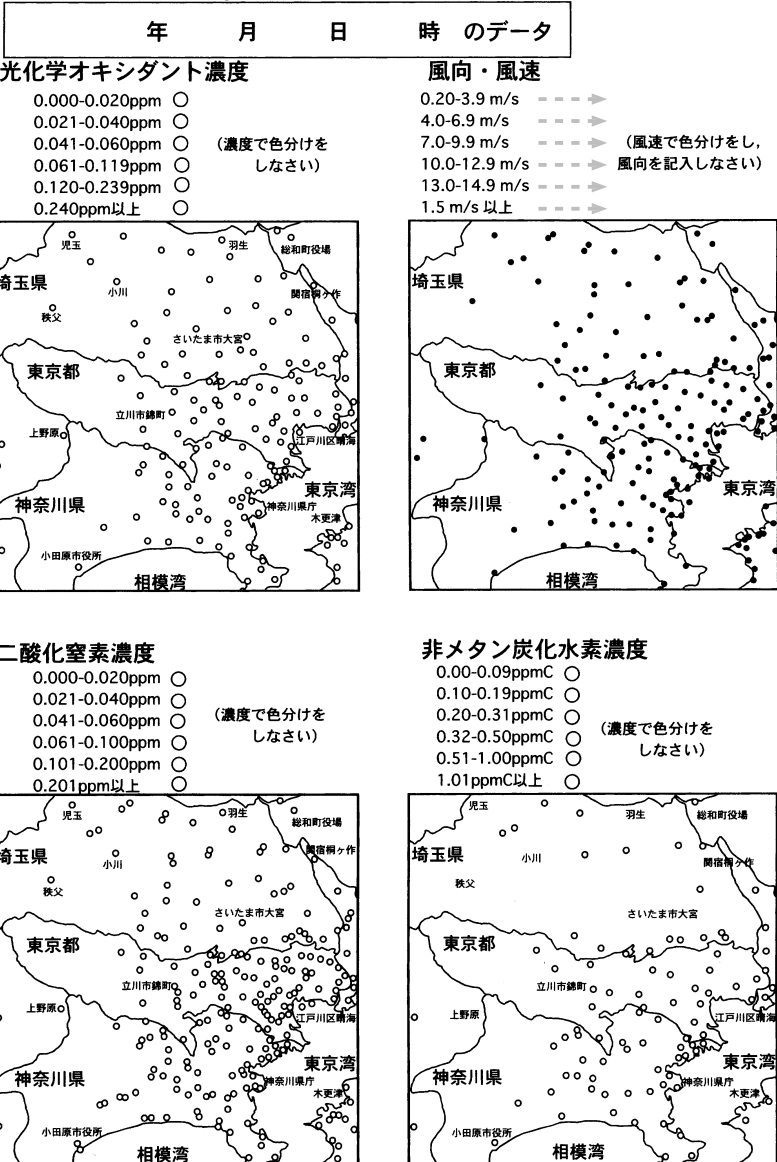 年 月 日 時 のデータ
光化学オキシダント濃度
0.000-0.020ppm
0.021-0.040ppm
0.041-0.060ppm
0.061-0.119ppm
0.120-0.239ppm
0.240ppm以上
（濃度で色分けを
しなさい）
児玉
羽生
総和町役場
埼玉県
小川
関宿桐ケ作
秩父
さいたま市大宮
東京都
立川市錦町
上野原
江戸川区晴海
東京湾
神奈川県
神奈川県庁
木更津
小田原市役所
相模湾
風向・風速
0.20-3.9 m/s
4.0-6.9 m/s
7.0-9.9 m/s
10.0-12.9 m/s
13.0-14.9 m/s
1.5 m/s 以上
（風速で色分けをし，
風向を記入しなさい）
埼玉県
東京都
東京湾
神奈川県
相模湾
二酸化窒素濃度
0.000-0.020ppm
0.021-0.040ppm
0.041-0.060ppm
0.061-0.100ppm
0.101-0.200ppm
0.201ppm以上
（濃度で色分けを
しなさい）
児玉
羽生
総和町役場
埼玉県
小川
関宿桐ケ作
秩父
さいたま市大宮
東京都
立川市錦町
上野原
江戸川区晴海
東京湾
神奈川県
神奈川県庁
木更津
小田原市役所
相模湾
非メタン炭化水素濃度
0.00-0.09ppmC
0.10-0.19ppmC
0.20-0.31ppmC
0.32-0.50ppmC
0.51-1.00ppmC
1.01ppmC以上
（濃度で色分けを
しなさい）
児玉
羽生
総和町役場
埼玉県
小川
関宿桐ケ作
秩父
さいたま市大宮
東京都
立川市錦町
上野原
江戸川区晴海
東京湾
神奈川県
神奈川県庁
木更津
小田原市役所
相模湾